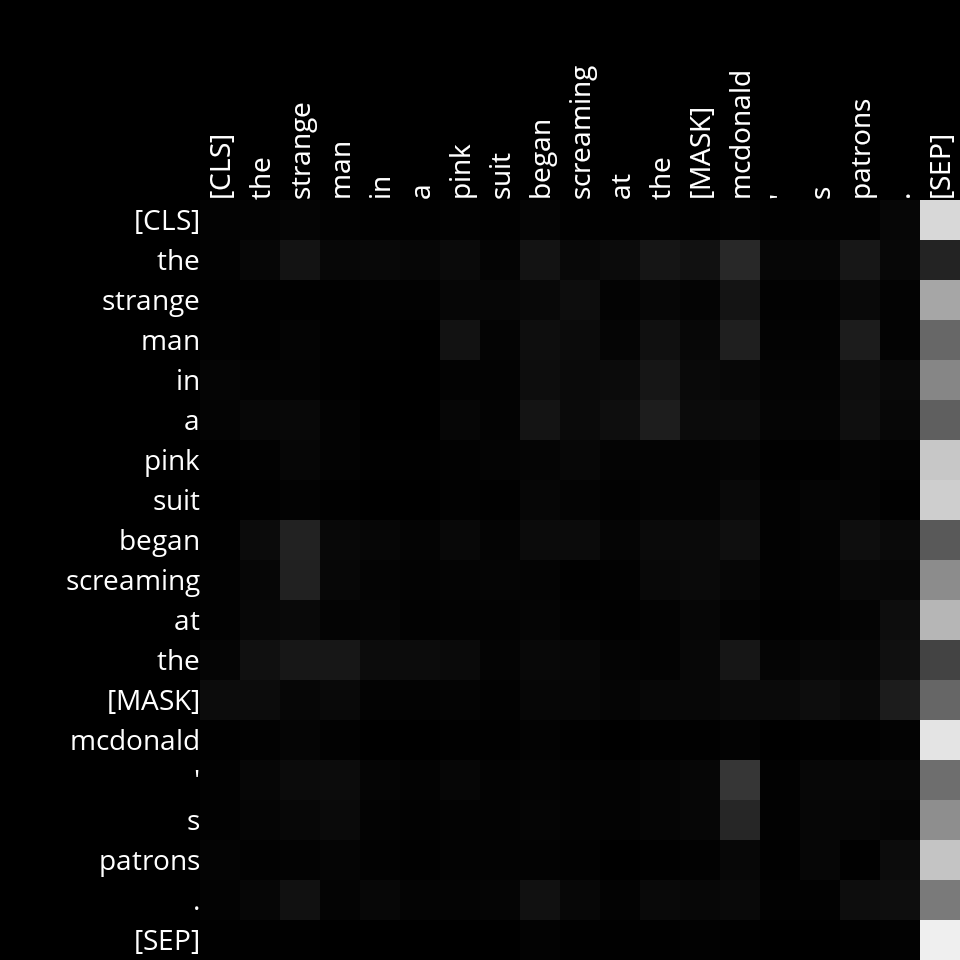 [CLS]
the
strange
man
in
a
pink
suit
began
screaming
at
the
[MASK]
mcdonald
'
s
patrons
.
[SEP]
[CLS]
the
strange
man
in
a
pink
suit
began
screaming
at
the
[MASK]
mcdonald
'
s
patrons
.
[SEP]